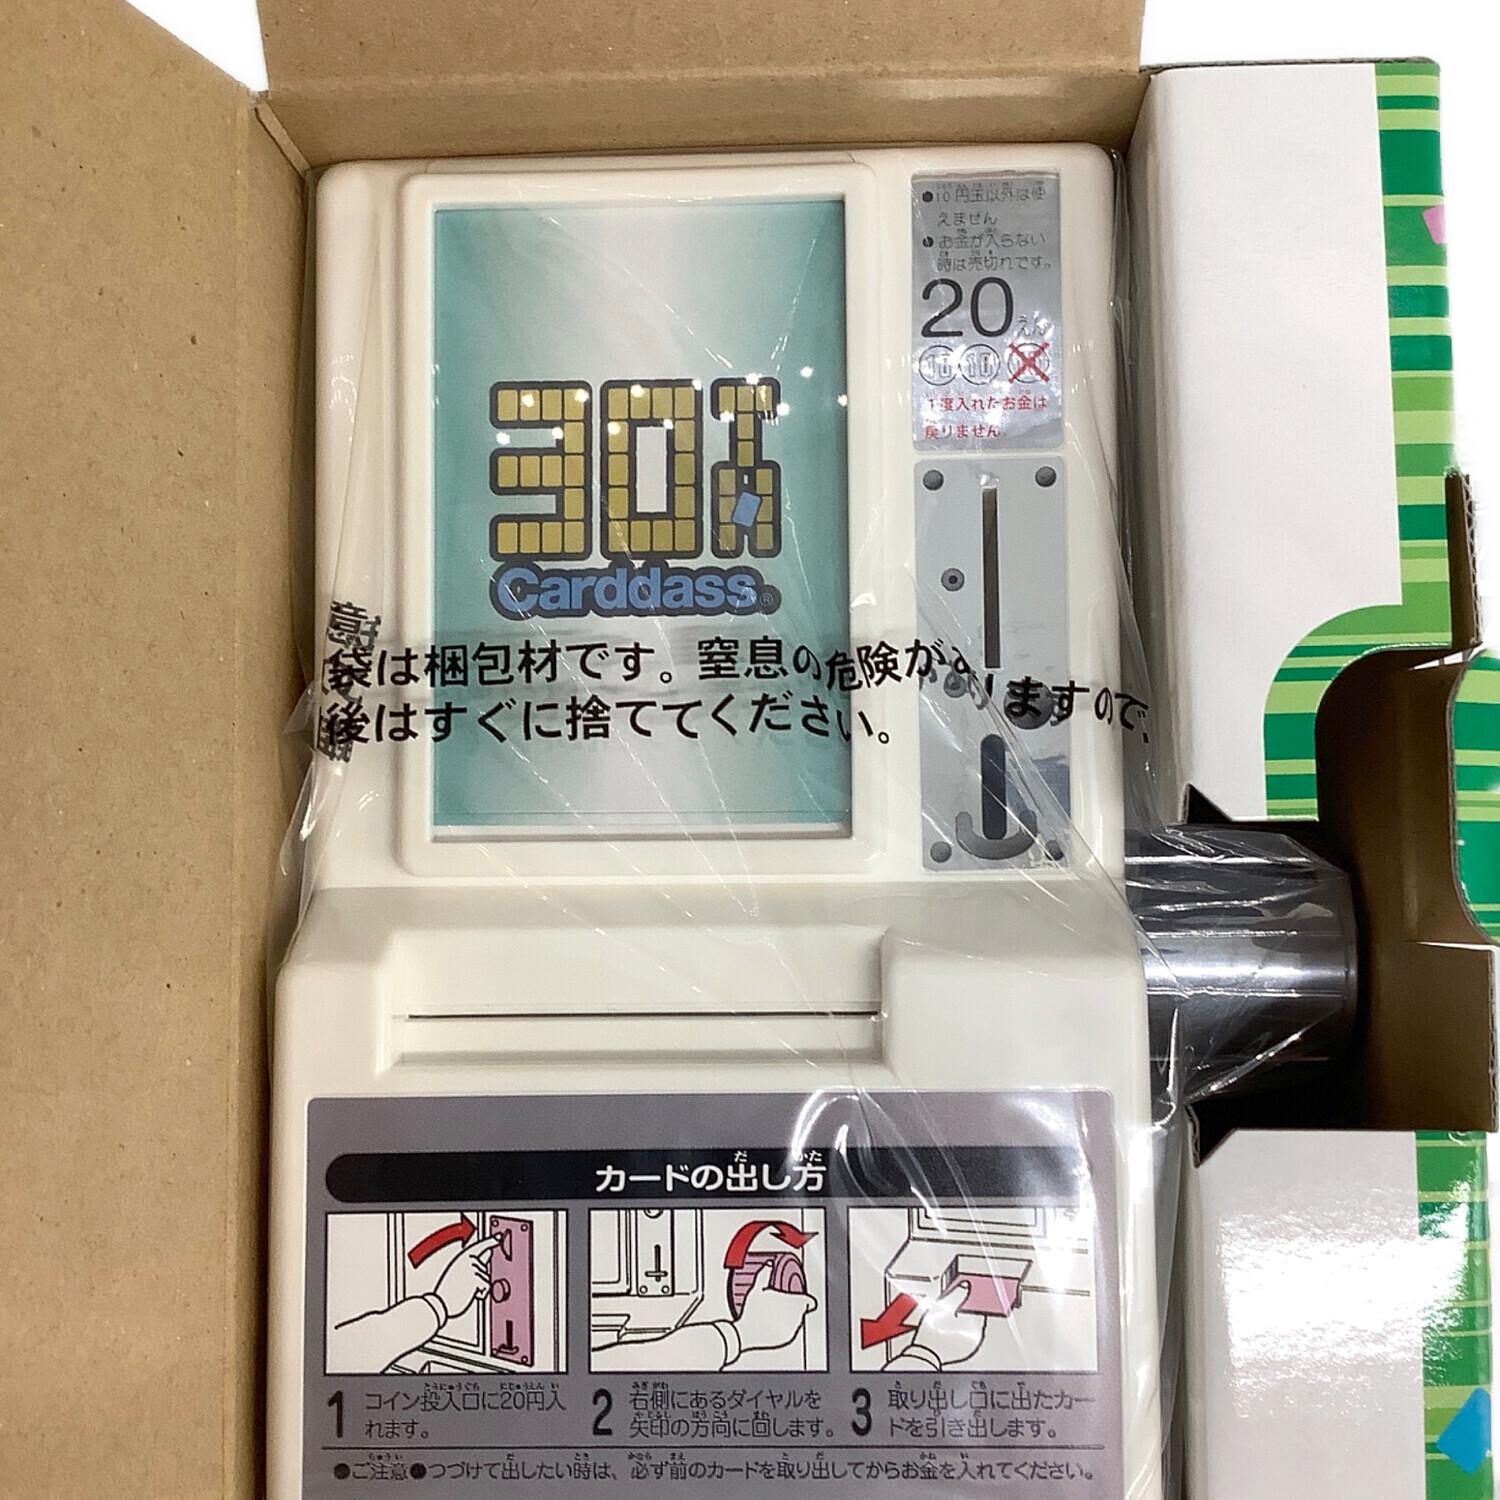 ●10円玉以外は使
えません
●お金が入らない
時は売切れです。
20えん
10 10
1度入れたお金は
戻りません。
30th
Carddass®
袋は梱包材です。窒息の危険がありますので、
後はすぐに捨ててください。
カードの出し方
1 コイン投入口に20円入
れます。
2 右側にあるダイヤルを
矢印の方向に回します。
3 取り出し口に出たカー
ドを引き出します。
●ご注意●つづけて出したい時は、必ず前のカードを取り出してからお金を入れてください。